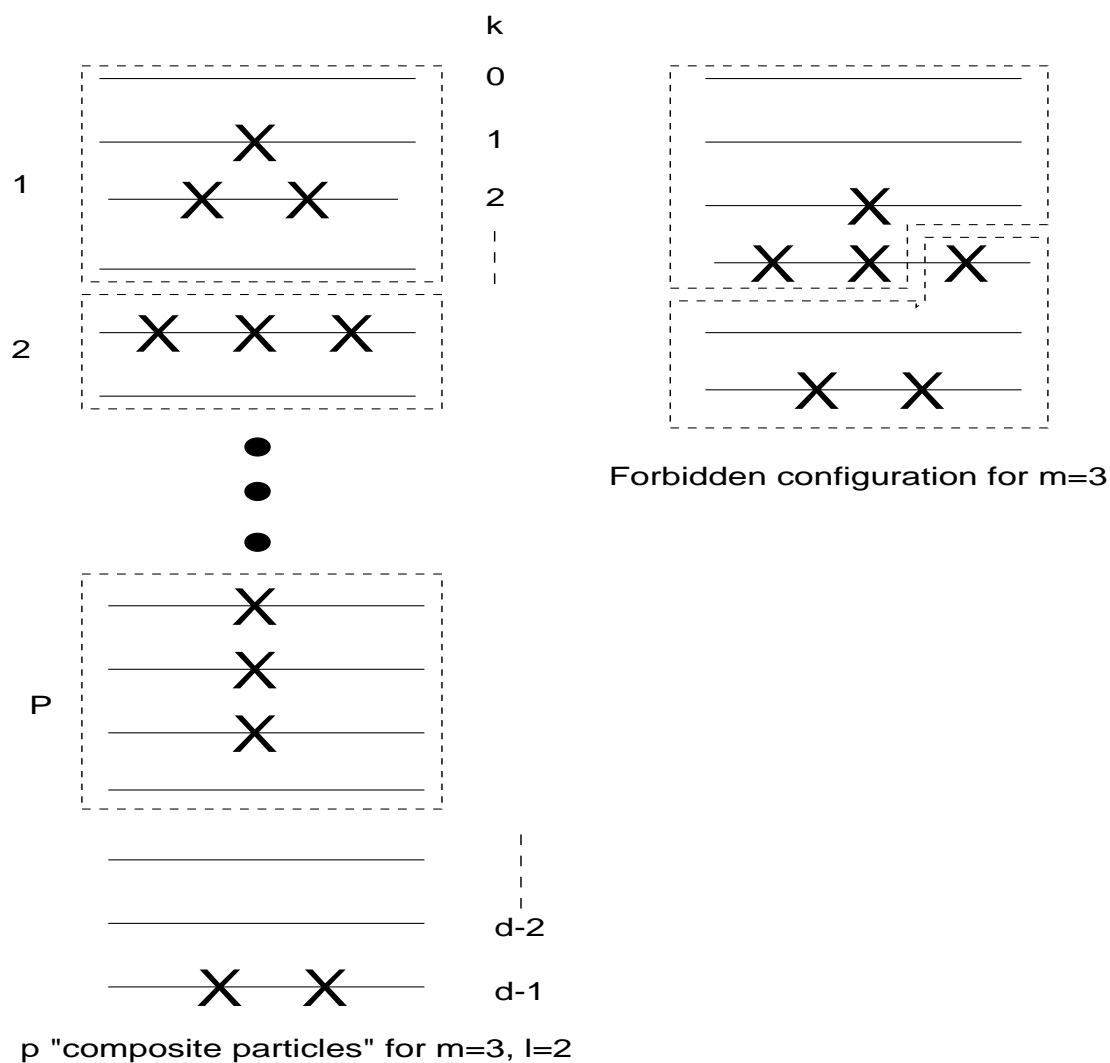 k
0
1
1
2
2
Forbidden configuration for m=3
P
d-2
d-1
p "composite particles" for m=3, l=2